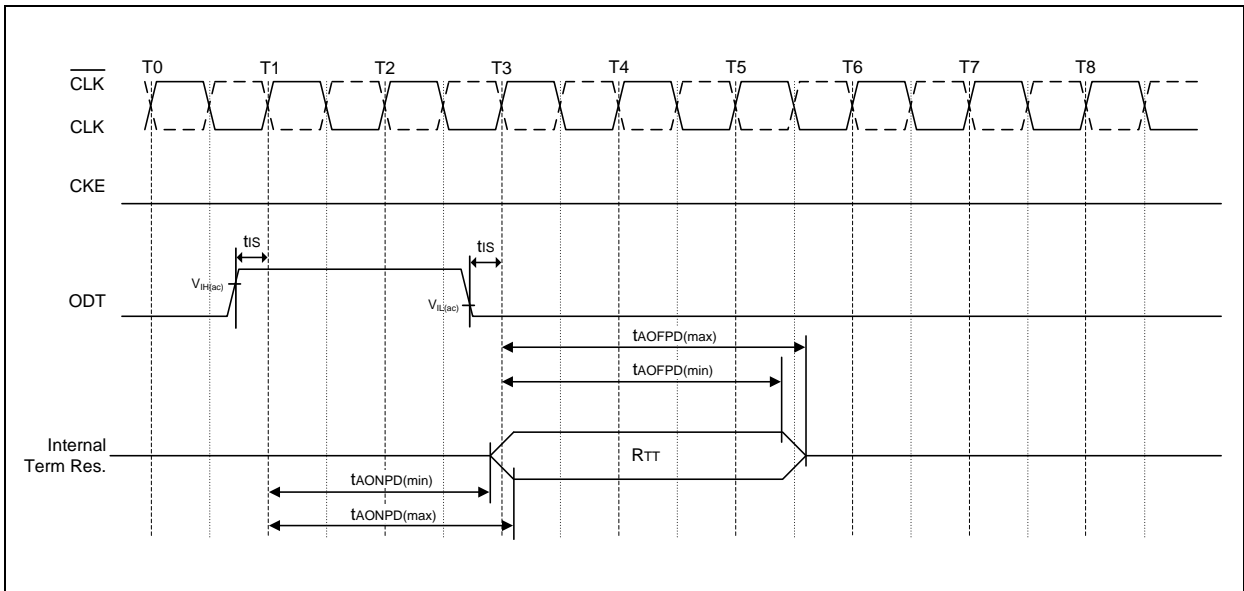 T0 T1 T2 T3 T4 T5 T6 T7 T8
CLK
CLK
CKE
tIS tIS
VIH(ac)
ODT
VIL(ac)
tAOFPD(max)
tAOFPD(min)
Internal
Term Res.
RTT
tAONPD(min)
tAONPD(max)